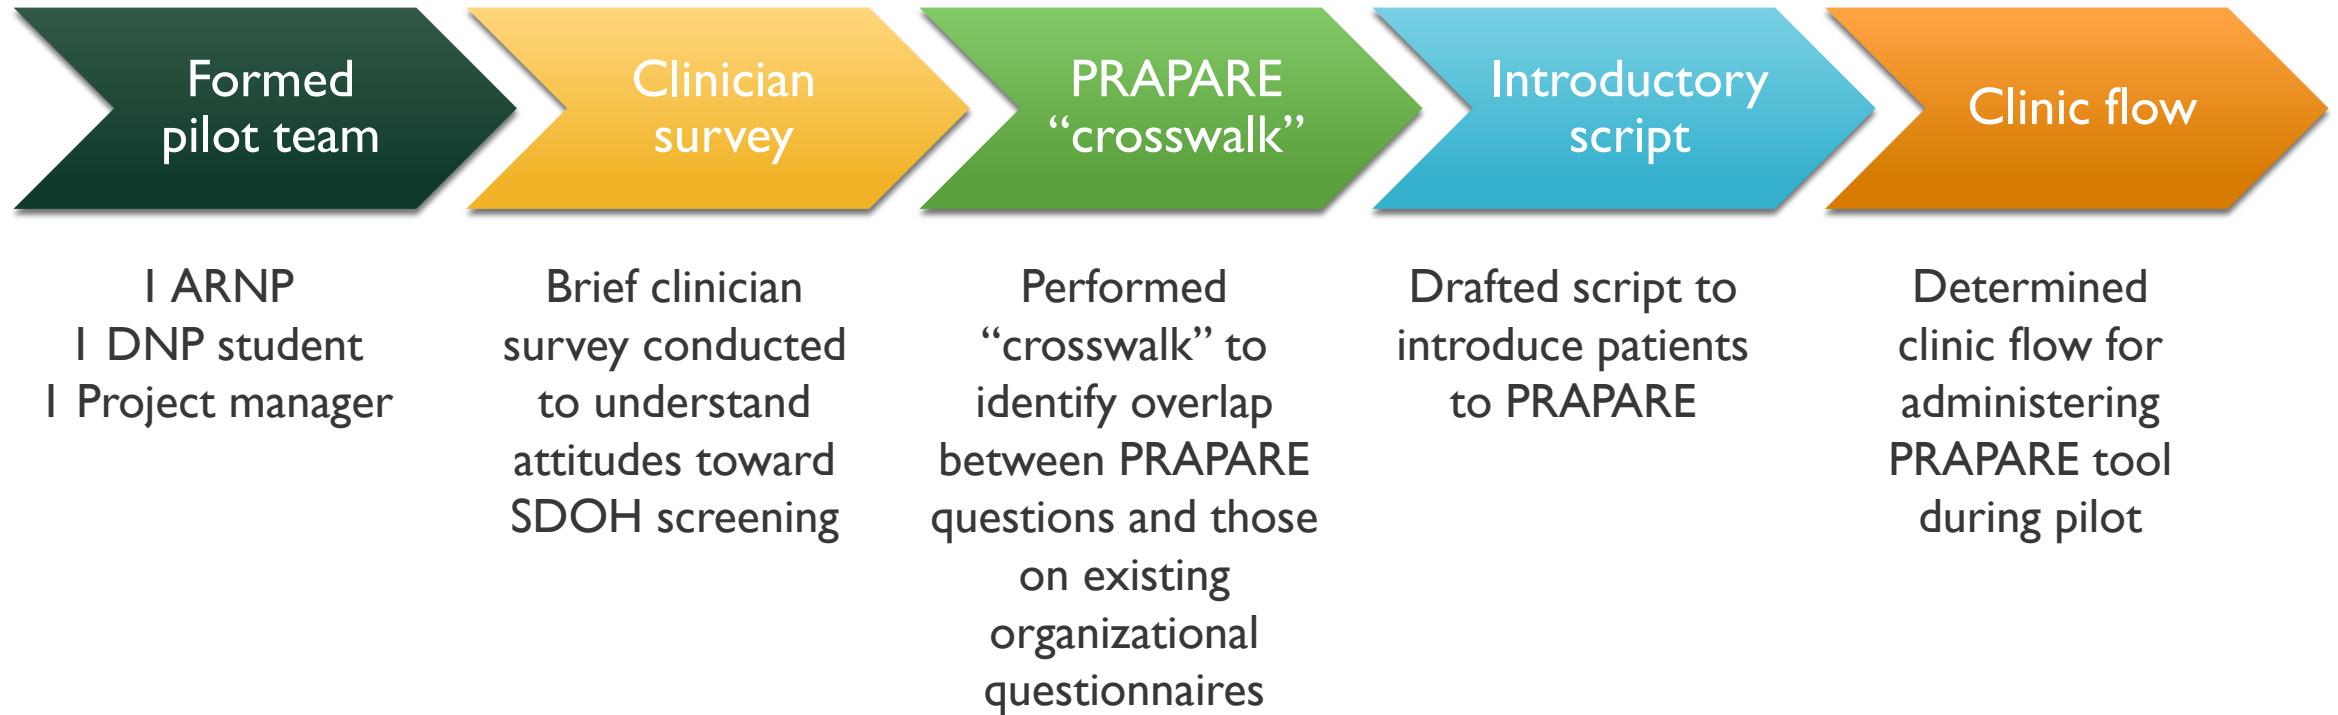 Formed
pilot team
Clinician
survey
PRAPARE
“crosswalk”
Introductory
script
Clinic flow
1 ARNP
1 DNP student
1 Project manager
Brief clinician
survey conducted
to understand
attitudes toward
SDOH screening
Performed
“crosswalk” to
identify overlap
between PRAPARE
questions and those
on existing
organizational
questionnaires
Drafted script to
introduce patients
to PRAPARE
Determined
clinic flow for
administering
PRAPARE tool
during pilot